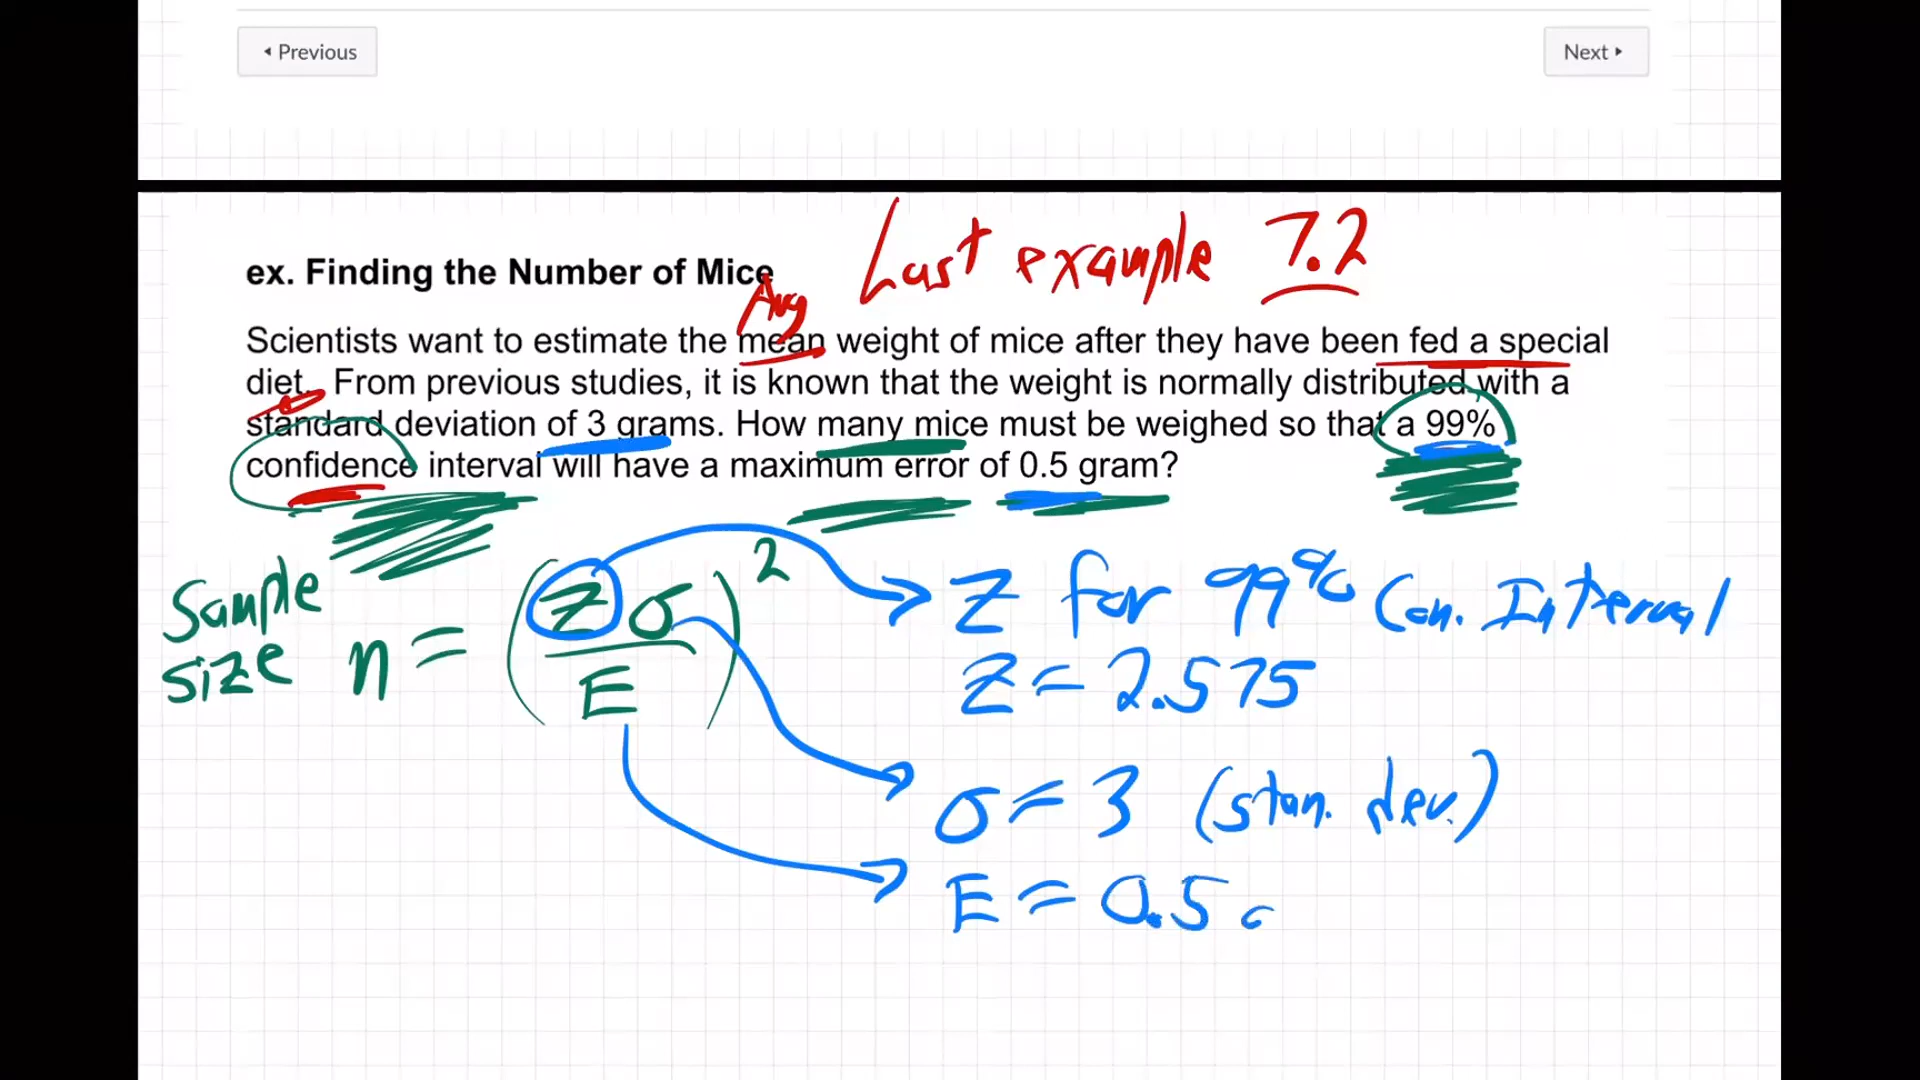 Previous
Next
Last example 7.2
ex. Finding the Number of Mice
Avg
Scientists want to estimate the mean weight of mice after they have been fed a special
diet. From previous studies, it is known that the weight is normally distributed with a
standard deviation of 3 grams. How many mice must be weighed so that a 99%
confidence interval will have a maximum error of 0.5 gram?
Sample
size n = (Zσ/E)²
Z for 99% Con. Interval
Z = 2.575
σ = 3 (stan. dev.)
E = 0.5